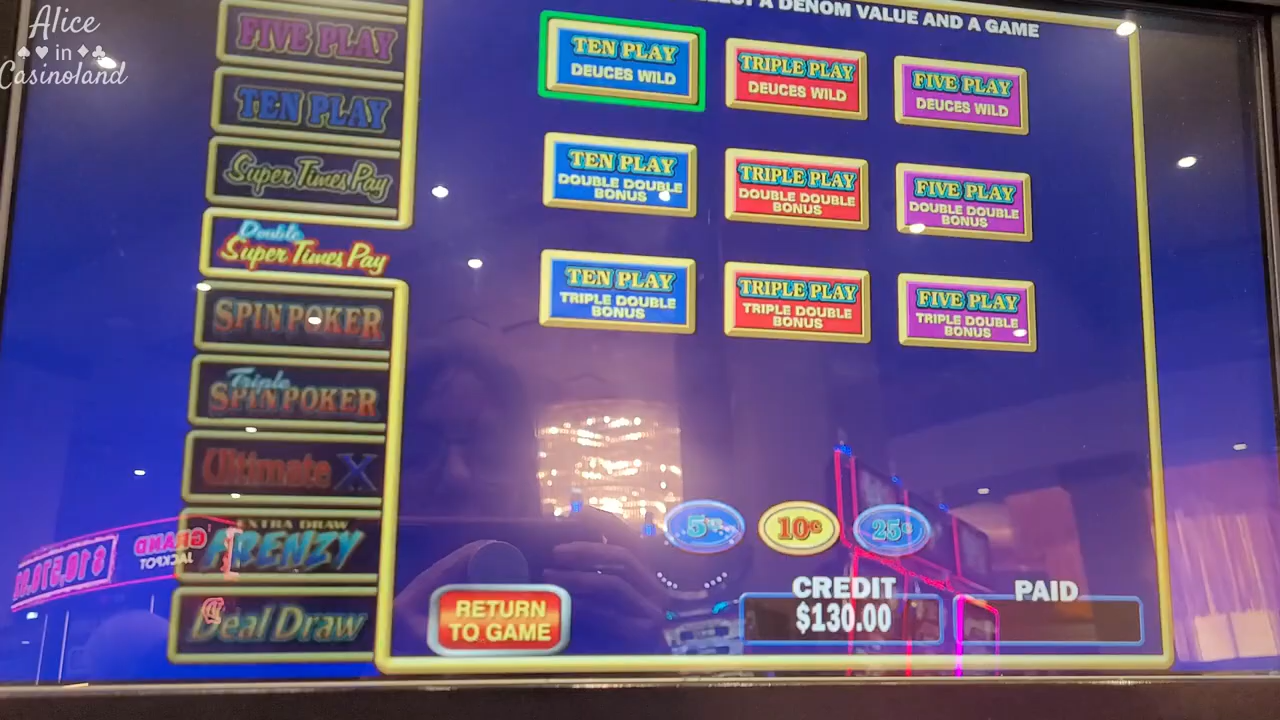 Alice
in
Casinoland
A DENOM VALUE AND A GAME
FIVE PLAY
TEN PLAY
Super Times Pay
Double
Super Times Pay
SPIN POKER
Triple
SPIN POKER
Ultimate X
EXTRA DRAW
FRENZY
Deal Draw
TEN PLAY
DEUCES WILD
TRIPLE PLAY
DEUCES WILD
FIVE PLAY
DEUCES WILD
TEN PLAY
DOUBLE DOUBLE
BONUS
TRIPLE PLAY
DOUBLE DOUBLE
BONUS
FIVE PLAY
DOUBLE DOUBLE
BONUS
TEN PLAY
TRIPLE DOUBLE
BONUS
TRIPLE PLAY
TRIPLE DOUBLE
BONUS
FIVE PLAY
TRIPLE DOUBLE
BONUS
5¢
10¢
25¢
RETURN
TO GAME
CREDIT
$130.00
PAID
GRAND
JACKPOT